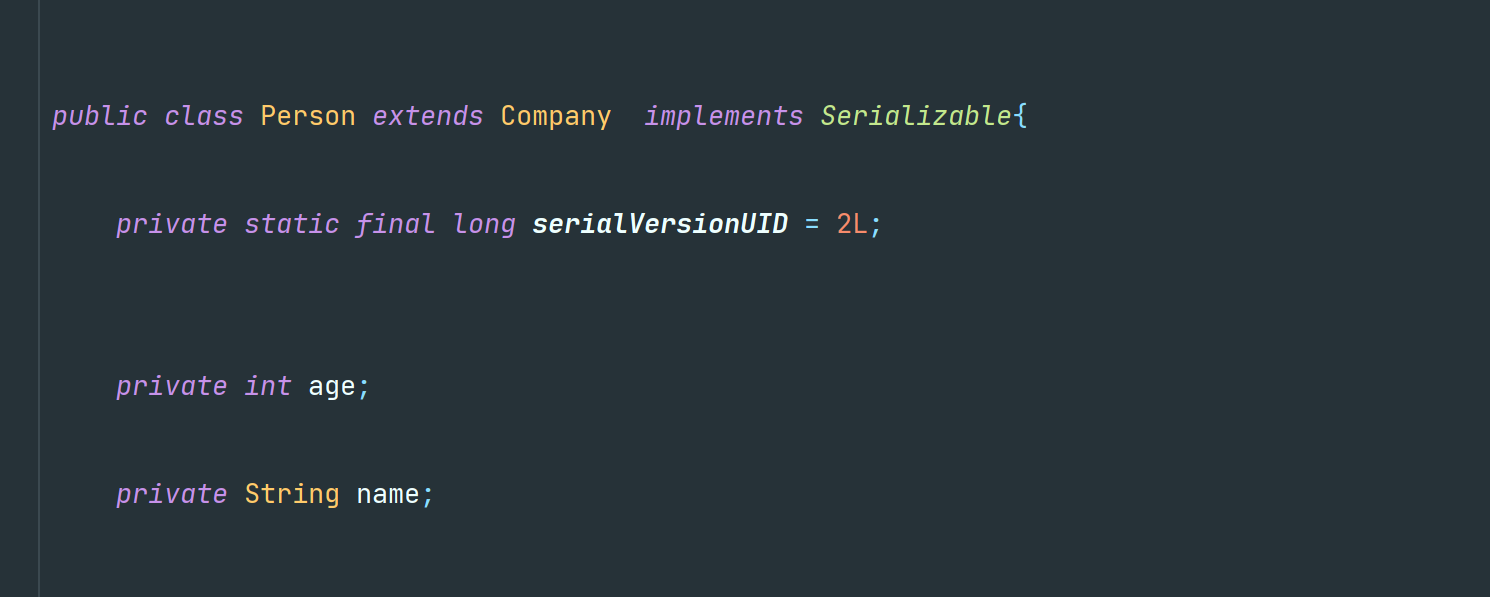 public class Person extends Company  implements Serializable{
    private static final long serialVersionUID = 2L;
    private int age;
    private String name;